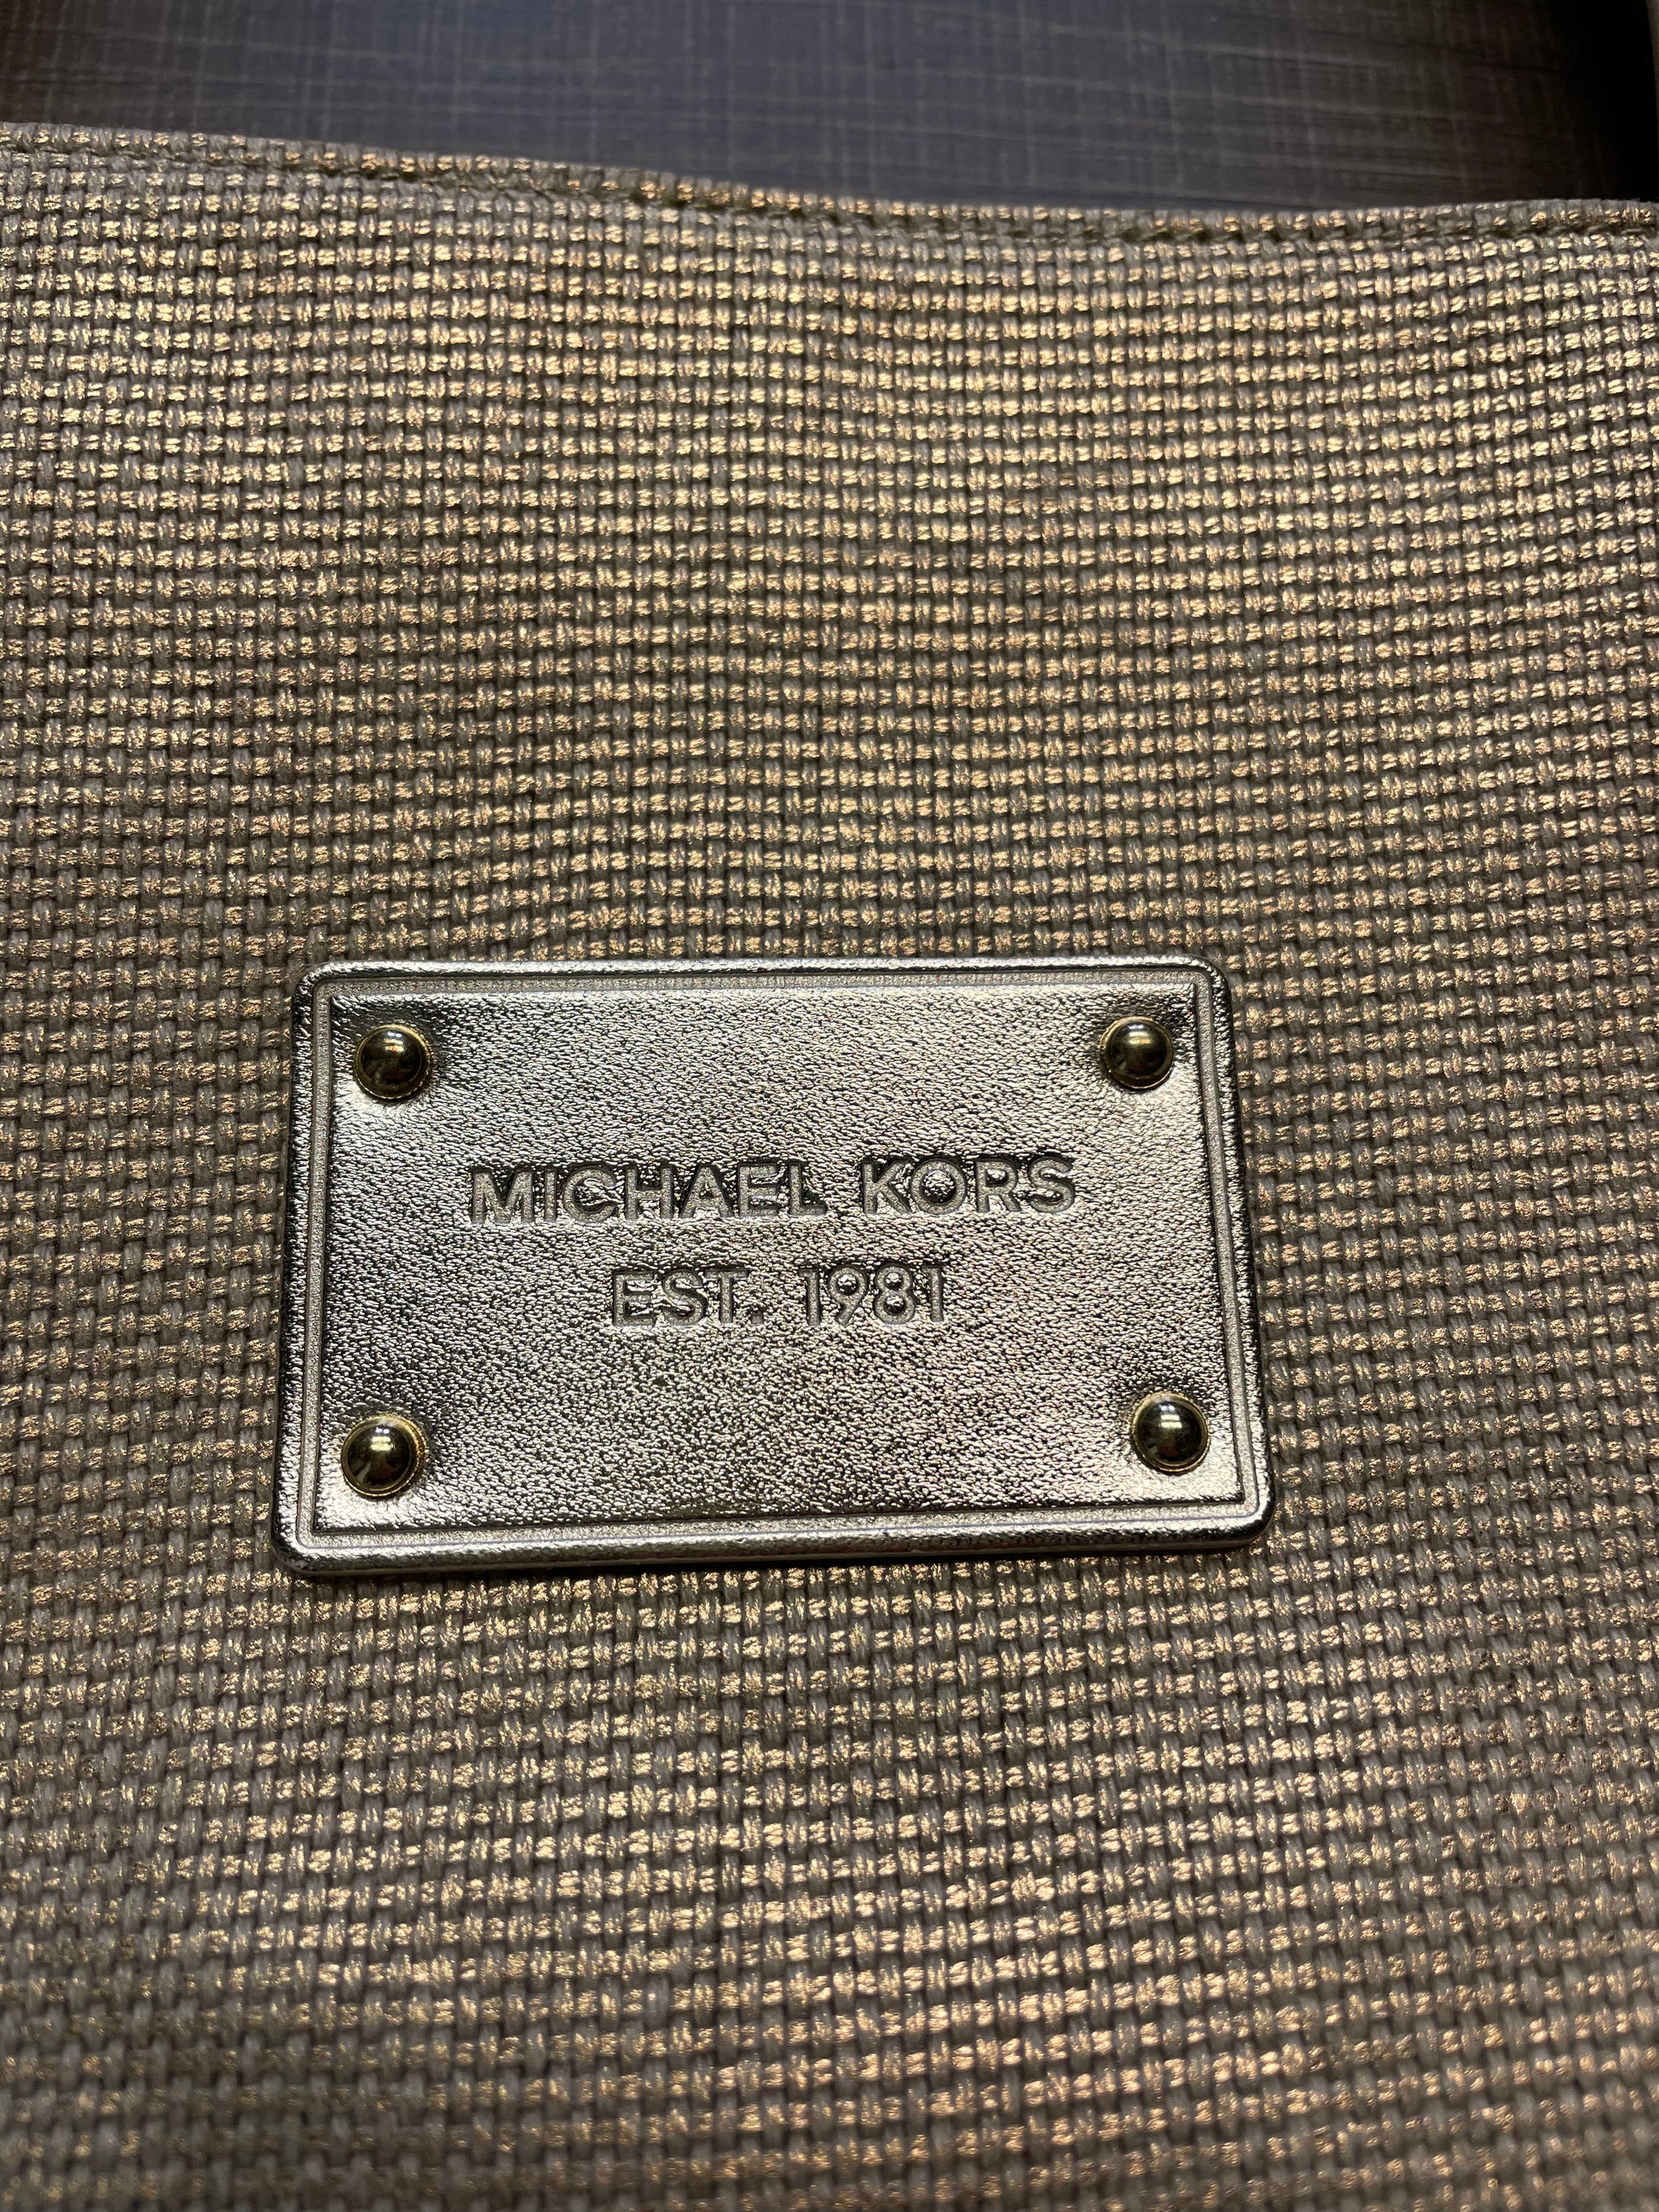 MICHAEL KORS
EST. 1981